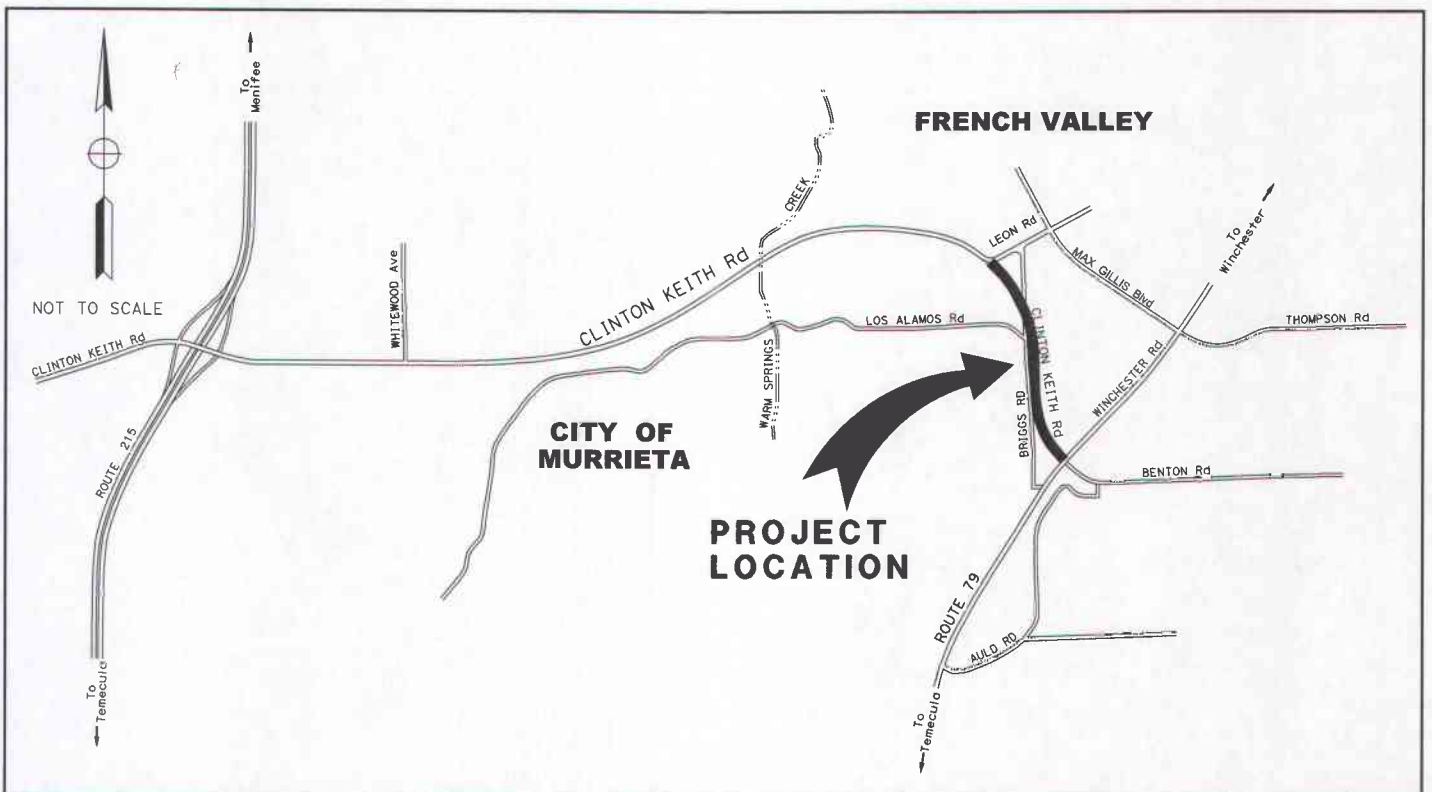 To
Menifee
FRENCH VALLEY
CREEK
LEON Rd
To
Winchester
MAX GILLIS Blvd
NOT TO SCALE
WHITEWOOD Ave
CLINTON KEITH Rd
LOS ALAMOS Rd
CLINTON KEITH Rd
THOMPSON Rd
CLINTON KEITH Rd
WINCHESTER Rd
WARM SPRINGS
BRIGGS RD
CITY OF
MURRIETA
ROUTE 215
BENTON Rd
PROJECT
LOCATION
ROUTE 79
AULD RD
To
Temecula
To
Temecula